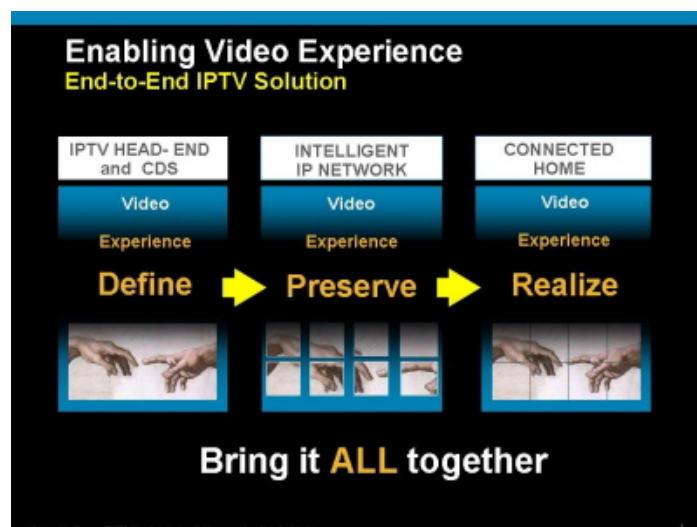 Enabling Video Experience
End-to-End IPTV Solution
IPTV HEAD- END
and CDS
Video
Experience
Define
INTELLIGENT
IP NETWORK
Video
Experience
Preserve
CONNECTED
HOME
Video
Experience
Realize
Bring it ALL together